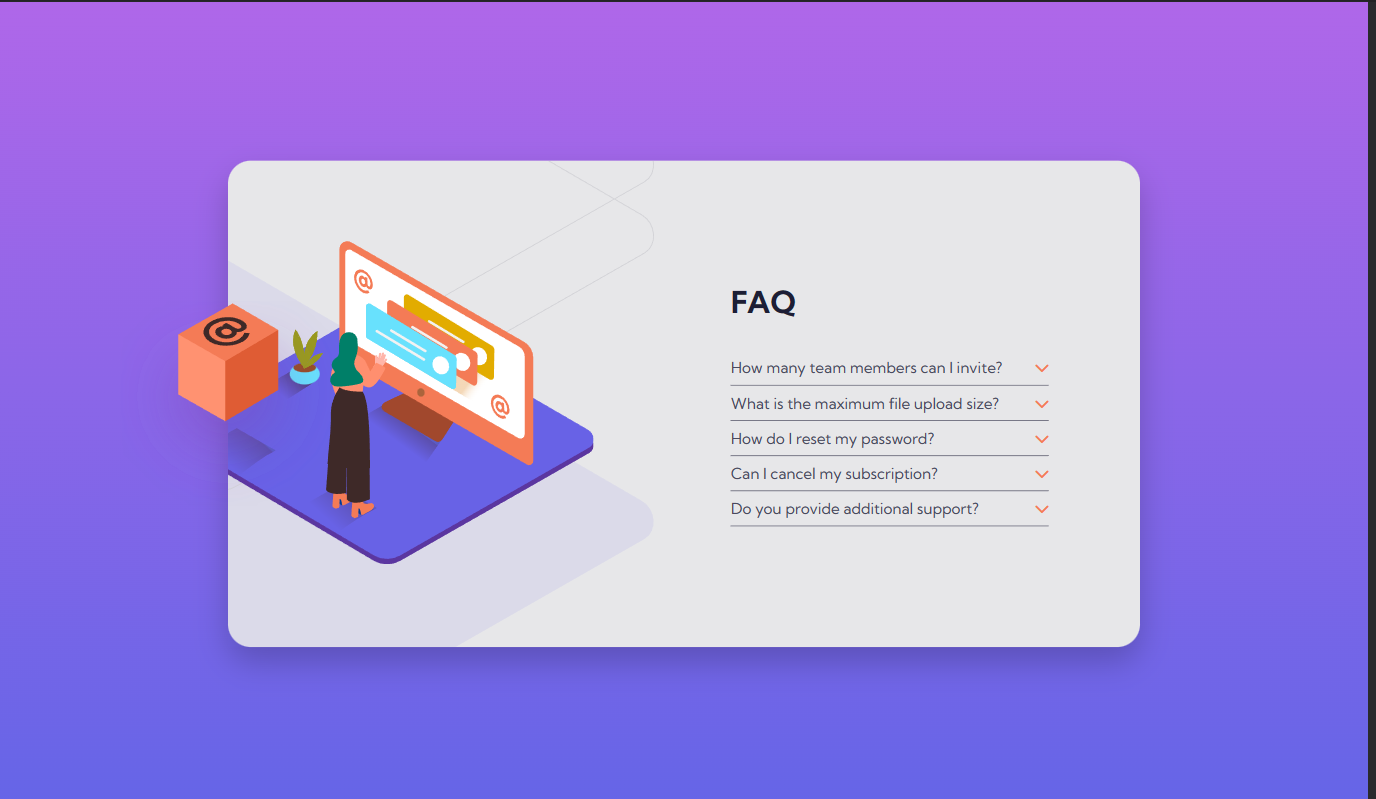 @
@
@
FAQ
How many team members can I invite?
What is the maximum file upload size?
How do I reset my password?
Can I cancel my subscription?
Do you provide additional support?